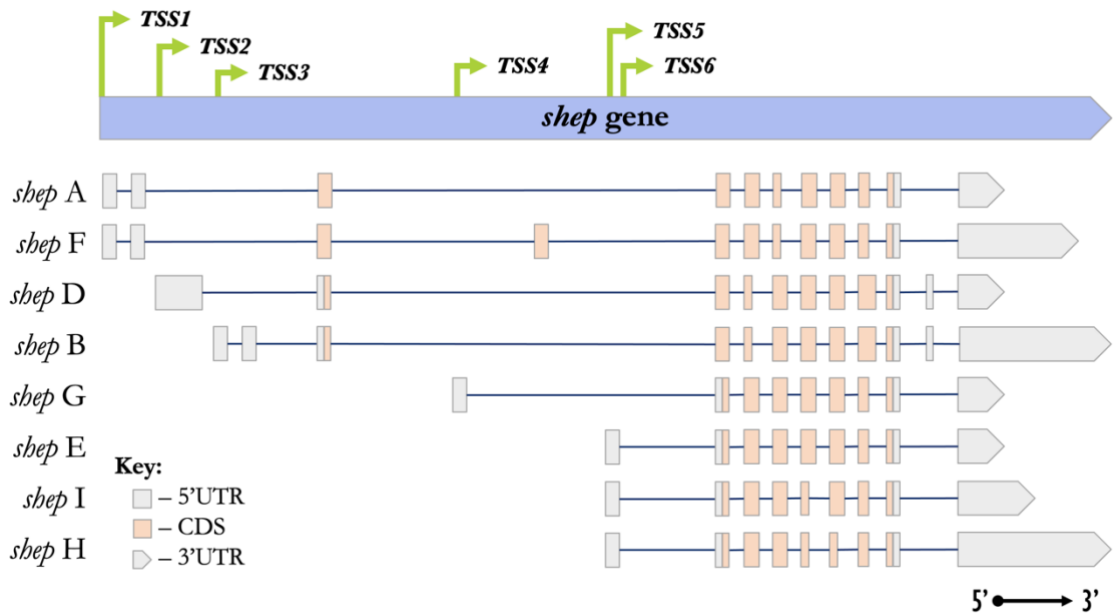 TSS1
TSS2
TSS3
TSS4
TSS5
TSS6
shep gene
shep A
shep F
shep D
shep B
shep G
shep E
shep I
shep H
Key:
– 5’UTR
– CDS
– 3’UTR
5’ 3’